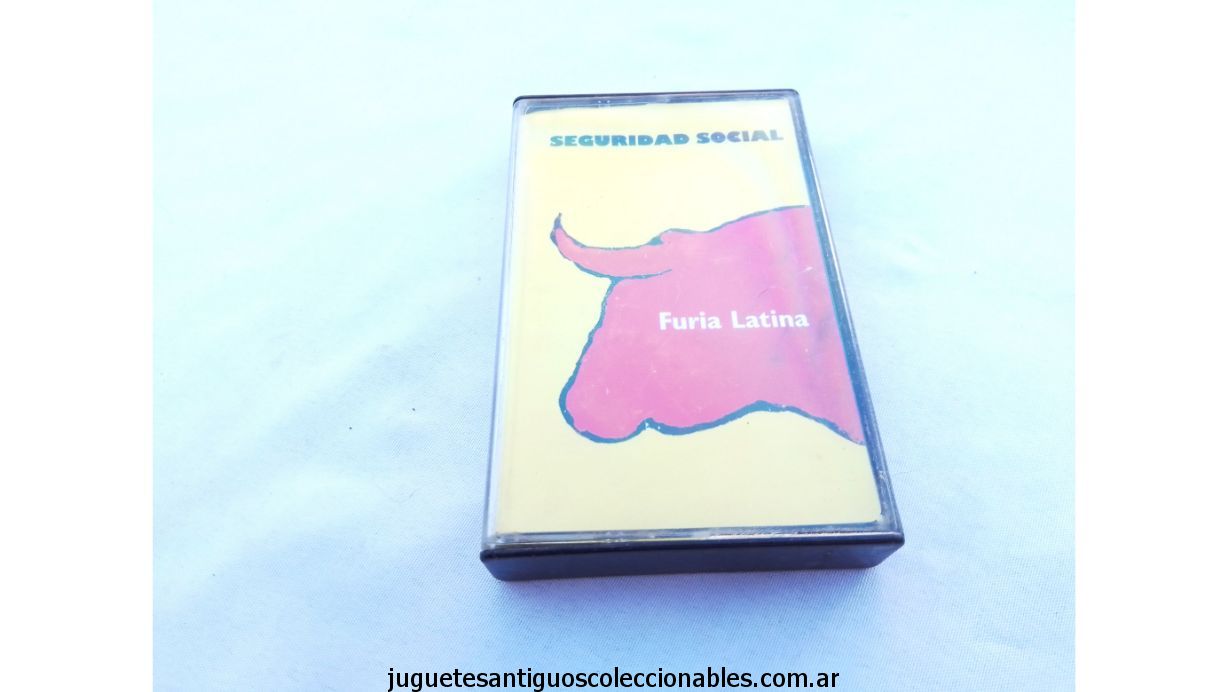 SEGURIDAD SOCIAL
Furia Latina
juguetesantiguoscoleccionables.com.ar